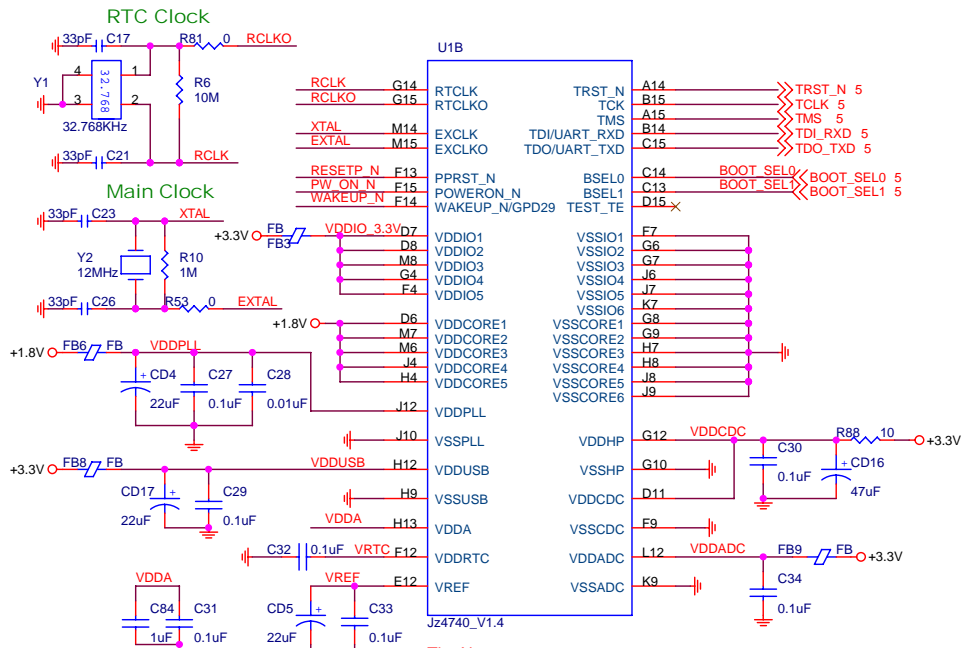 RTC Clock
33pF C17 R81 0 RCLKO
Y1 4 1
32.768
3 2
R6
10M
32.768KHz
33pF C21 RCLK
Main Clock
33pF C23 XTAL
Y2
12MHz
R10
1M
33pF C26 R53 0 EXTAL
+1.8V FB6 FB VDDPLL
CD4
22uF
C27
0.1uF
C28
0.01uF
+3.3V FB8 FB VDDUSB
CD17
22uF
C29
0.1uF
VDDA
C84
1uF
C31
0.1uF
C32 0.1uF VRTC
VREF
CD5
22uF
C33
0.1uF
+3.3V FB FB3 VDDIO_3.3V
+1.8V
U1B
RCLK G14 RTCLK
RCLKO G15 RTCLKO
XTAL M14 EXCLK
EXTAL M15 EXCLKO
RESETP_N F13 PPRST_N
PW_ON_N F15 POWERON_N
WAKEUP_N F14 WAKEUP_N/GPD29
D7 VDDIO1
D8 VDDIO2
M8 VDDIO3
G4 VDDIO4
F4 VDDIO5
D6 VDDCORE1
M7 VDDCORE2
M6 VDDCORE3
J4 VDDCORE4
H4 VDDCORE5
J12 VDDPLL
J10 VSSPLL
H12 VDDUSB
H9 VSSUSB
VDDA H13 VDDA
F12 VDDRTC
E12 VREF
TRST_N A14 TRST_N 5
TCK B15 TCLK 5
TMS A15 TMS 5
TDI/UART_RXD B14 TDI_RXD 5
TDO/UART_TXD C15 TDO_TXD 5
BSEL0 C14 BOOT_SEL0 BOOT_SEL0 5
BSEL1 C13 BOOT_SEL1 BOOT_SEL1 5
TEST_TE D15
VSSIO1 F7
VSSIO2 G6
VSSIO3 G7
VSSIO4 J6
VSSIO5 J7
VSSIO6 K7
VSSCORE1 G8
VSSCORE2 G9
VSSCORE3 H7
VSSCORE4 H8
VSSCORE5 J8
VSSCORE6 J9
VDDHP G12 VDDCDC R88 10 +3.3V
C30
0.1uF
CD16
47uF
VSSHP G10
VDDCDC D11
VSSCDC F9
VDDADC L12 VDDADC FB9 FB +3.3V
VSSADC K9
C34
0.1uF
Jz4740_V1.4